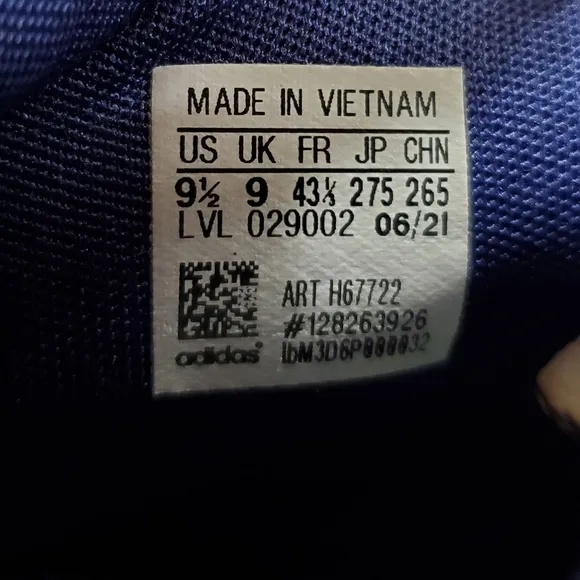 MADE IN VIETNAM
US UK FR JP CHN
9½ 9 43⅓ 275 265
LVL 029002 06/21
ART H67722
#128263926
adidas